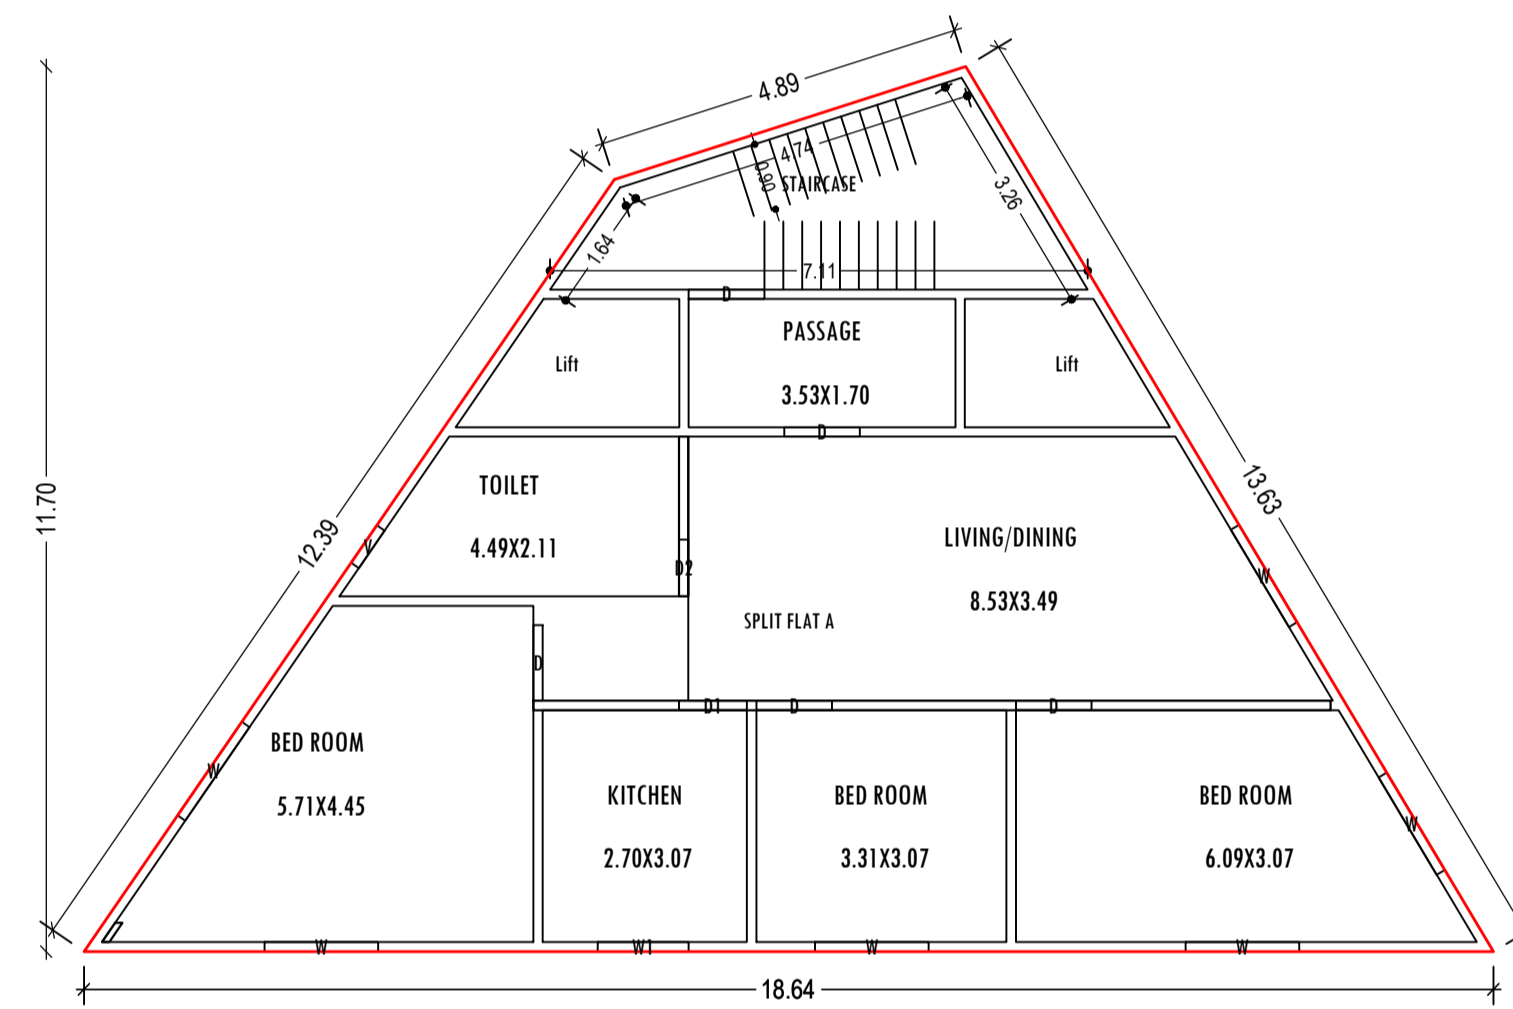 4.89
4.74
0.90
STAIRCASE
3.26
1.64
7.11
D
PASSAGE
3.53X1.70
Lift
Lift
D
TOILET
4.49X2.11
13.63
11.70
12.39
LIVING/DINING
8.53X3.49
V
D2
W
SPLIT FLAT A
D
D1
D
D
BED ROOM
5.71X4.45
W
KITCHEN
2.70X3.07
BED ROOM
3.31X3.07
BED ROOM
6.09X3.07
W
W
W1
W
W
18.64